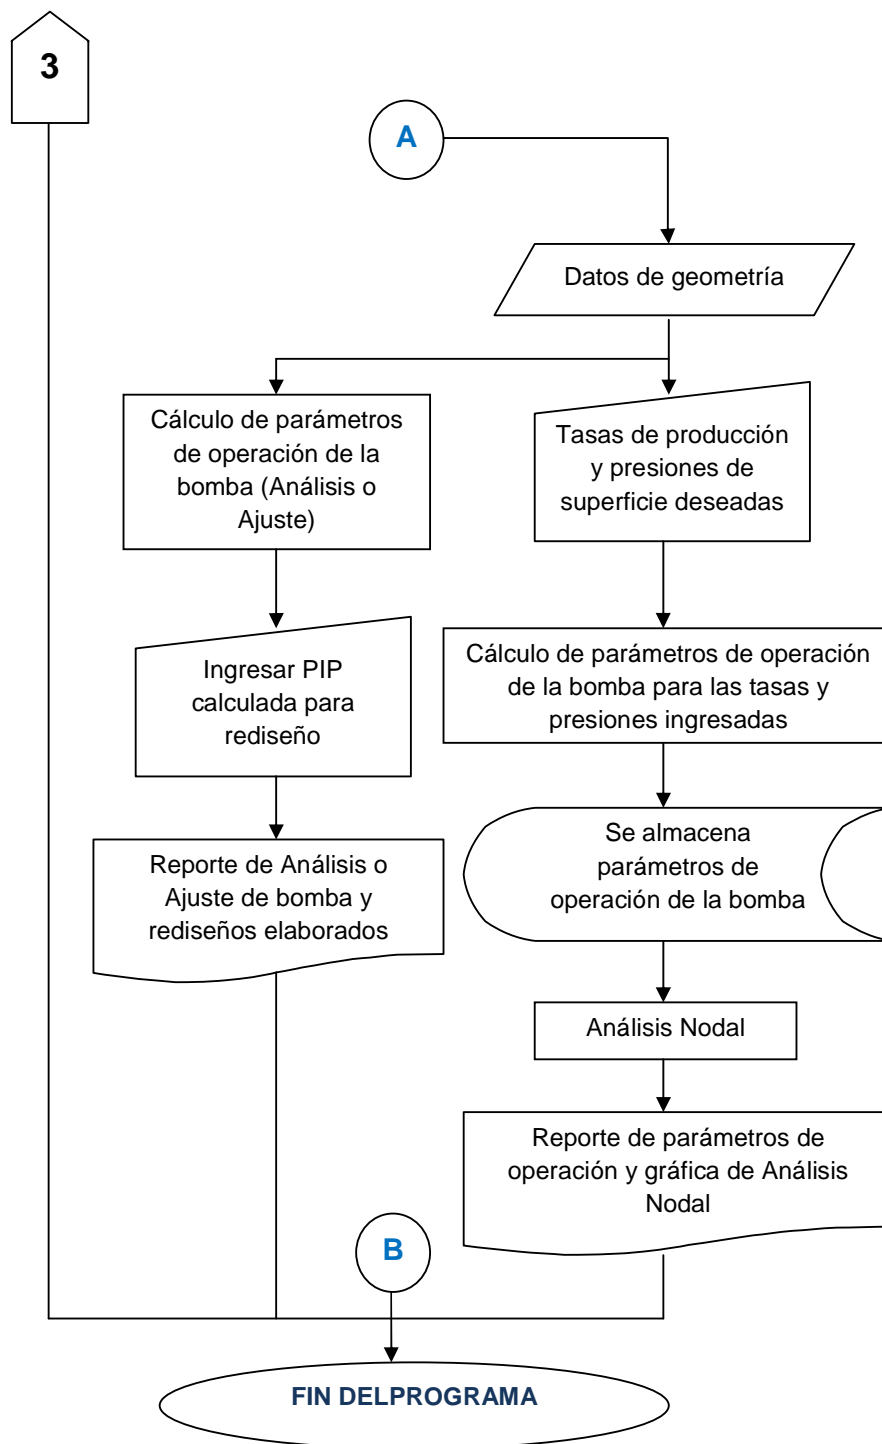 3
A
Datos de geometría
Cálculo de parámetros
de operación de la
bomba (Análisis o
Ajuste)
Tasas de producción
y presiones de
superficie deseadas
Ingresar PIP
calculada para
rediseño
Cálculo de parámetros de operación
de la bomba para las tasas y
presiones ingresadas
Reporte de Análisis o
Ajuste de bomba y
rediseños elaborados
Se almacena
parámetros de
operación de la bomba
Análisis Nodal
Reporte de parámetros de
operación y gráfica de Análisis
Nodal
B
FIN DELPROGRAMA